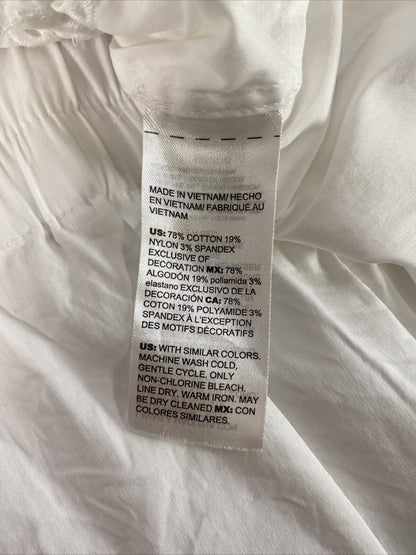 MADE IN VIETNAM/ HECHO
EN VIETNAM/ FABRIQUÉ AU
VIETNAM
US: 78% COTTON 19%
NYLON 3% SPANDEX
EXCLUSIVE OF
DECORATION MX: 78%
ALGODÓN 19% poliamida 3%
elastano EXCLUSIVO DE LA
DECORACIÓN CA: 78%
COTON 19% POLYAMIDE 3%
SPANDEX À L'EXCEPTION
DES MOTIFS DÉCORATIFS
US: WITH SIMILAR COLORS.
MACHINE WASH COLD,
GENTLE CYCLE. ONLY
NON-CHLORINE BLEACH.
LINE DRY. WARM IRON. MAY
BE DRY CLEANED MX: CON
COLORES SIMILARES.